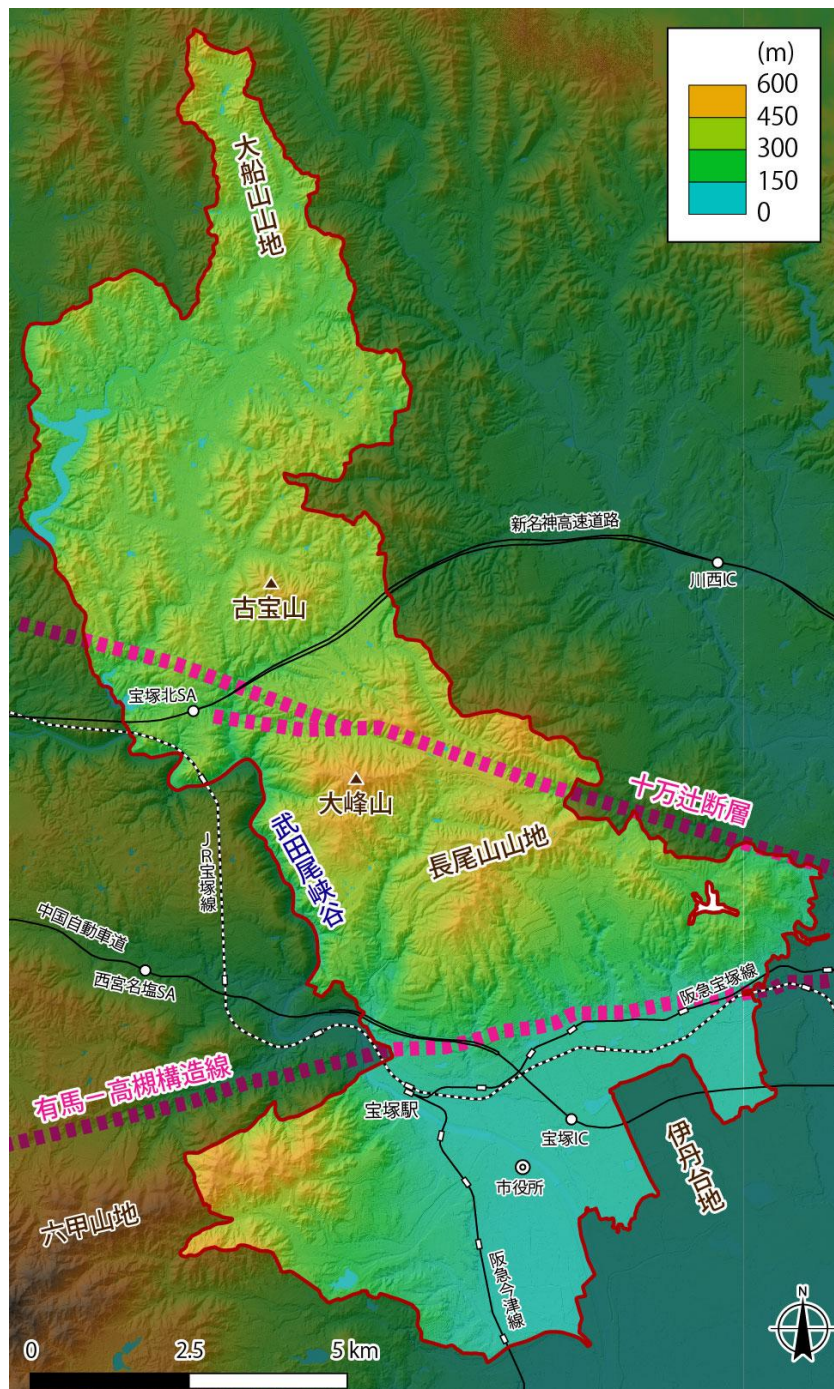 (m)
600
450
300
150
0
大船山山地
新名神高速道路
川西IC
古宝山
宝塚北SA
十万辻断層
大峰山
武田尾峡谷
長尾山山地
JR宝塚線
中国自動車道
西宮名塩SA
阪急宝塚線
有馬－高槻構造線
宝塚駅
宝塚IC
伊丹台地
市役所
六甲山地
阪急今津線
N
0
2.5
5 km